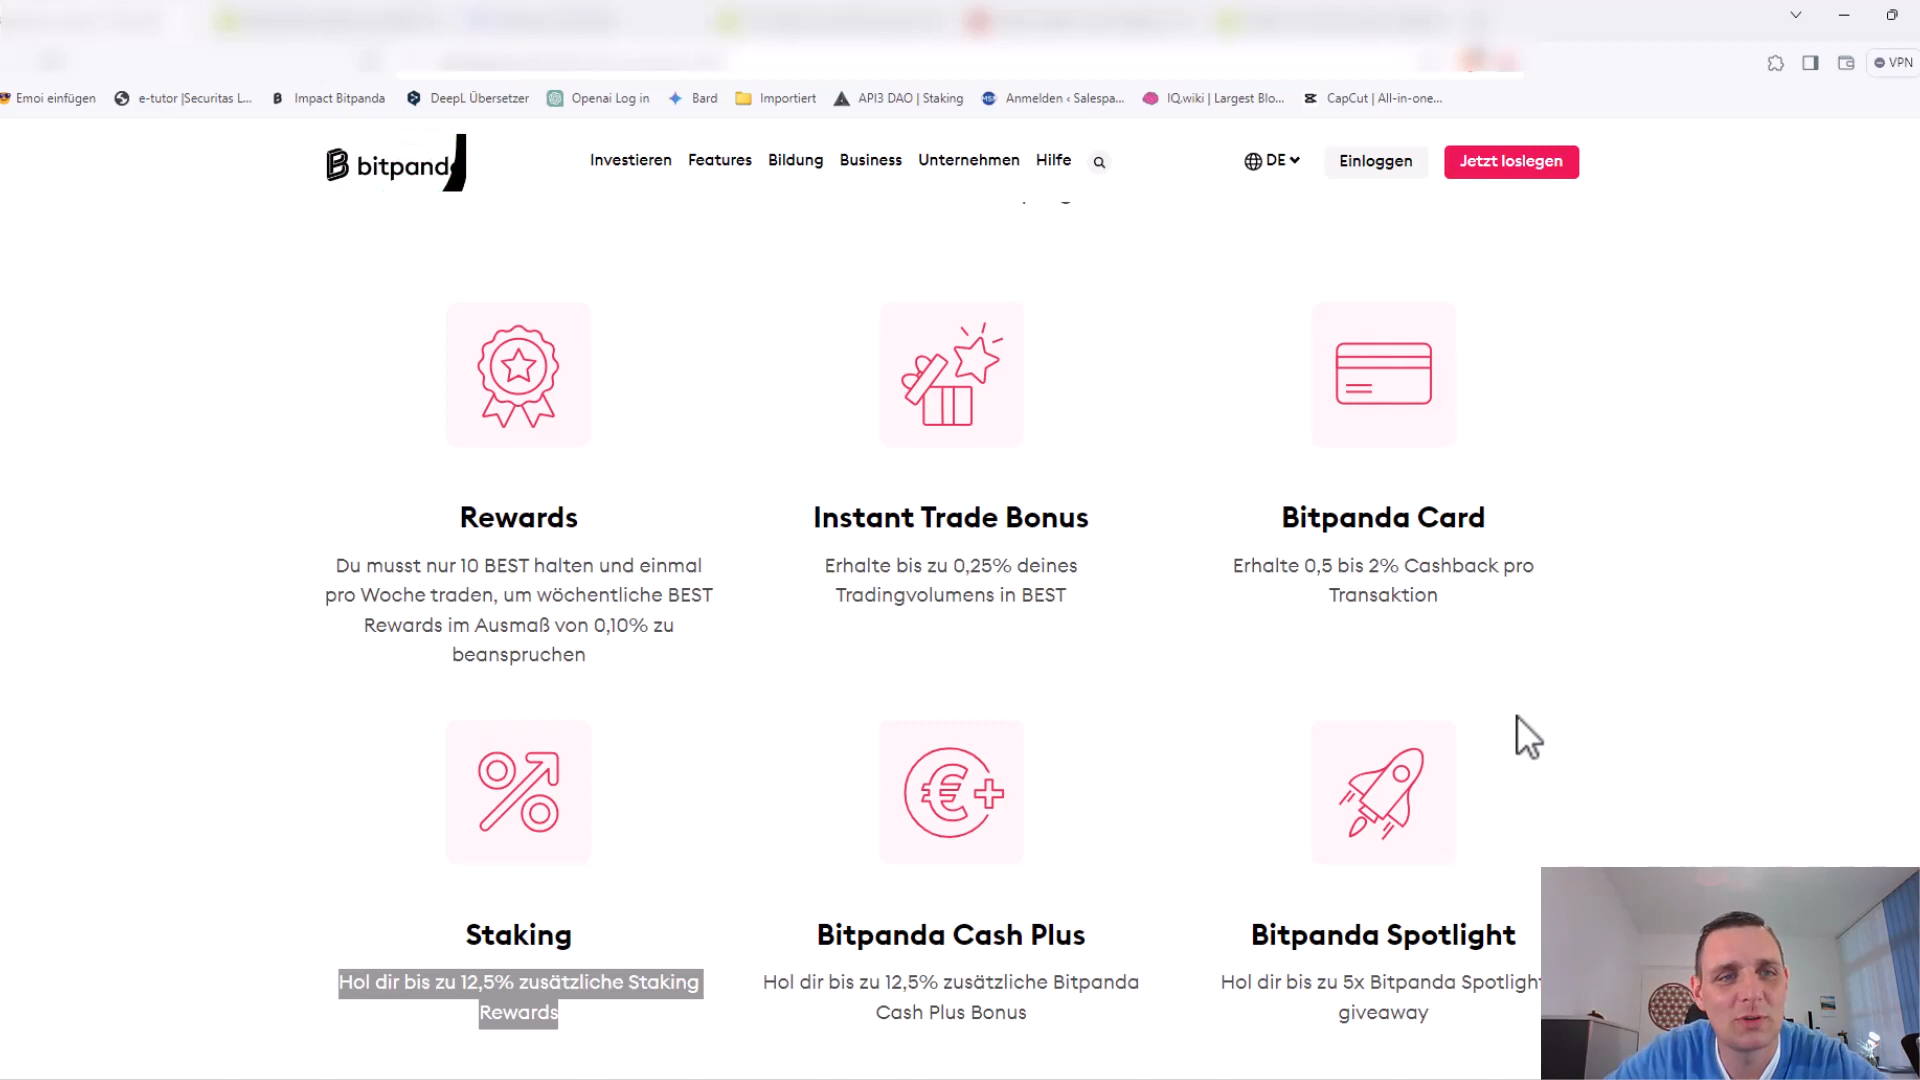 VPN
Emoi einfügen
e-tutor |Securitas L...
Impact Bitpanda
DeepL Übersetzer
Openai Log in
Bard
Importiert
API3 DAO | Staking
Anmelden ‹ Salespa...
IQ.wiki | Largest Blo...
CapCut | All-in-one...
bitpand
Investieren Features Bildung Business Unternehmen Hilfe
DE
Einloggen
Jetzt loslegen
Rewards
Du musst nur 10 BEST halten und einmal
pro Woche traden, um wöchentliche BEST
Rewards im Ausmaß von 0,10% zu
beanspruchen
Instant Trade Bonus
Erhalte bis zu 0,25% deines
Tradingvolumens in BEST
Bitpanda Card
Erhalte 0,5 bis 2% Cashback pro
Transaktion
Staking
Hol dir bis zu 12,5% zusätzliche Staking
Rewards
Bitpanda Cash Plus
Hol dir bis zu 12,5% zusätzliche Bitpanda
Cash Plus Bonus
Bitpanda Spotlight
Hol dir bis zu 5x Bitpanda Spotlight
giveaway